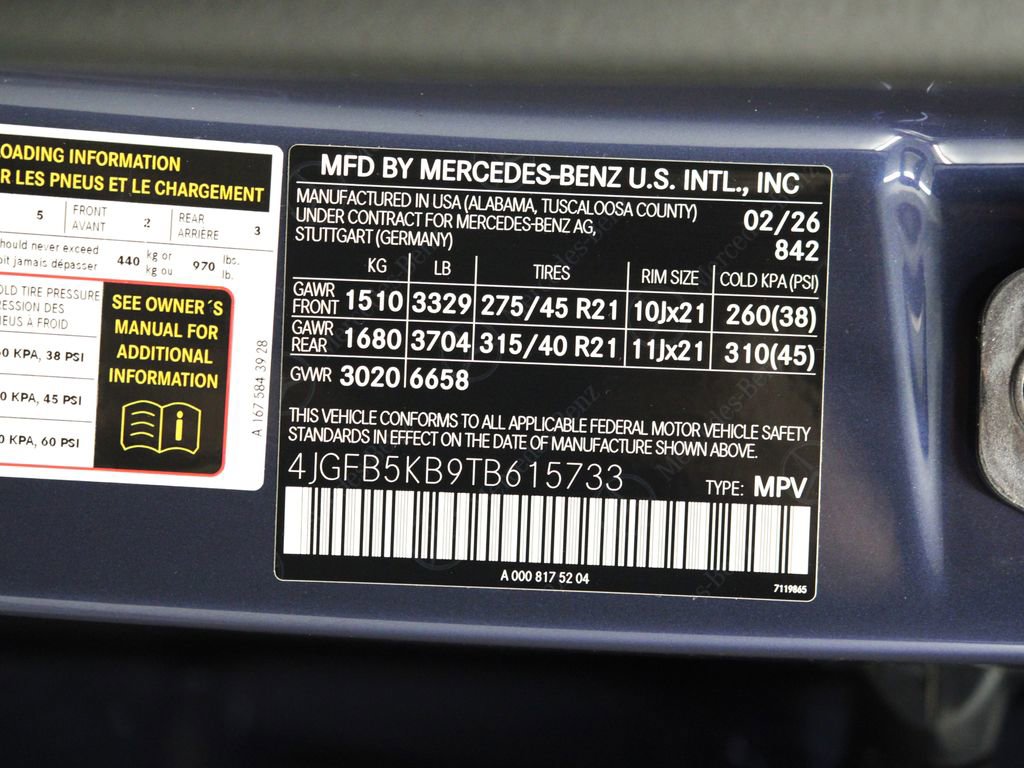 LOADING INFORMATION
R LES PNEUS ET LE CHARGEMENT
5 FRONT AVANT 2 REAR ARRIÈRE 3
hould never exceed
oit jamais dépasser 440 kg or kg ou 970 lbs. lb.
OLD TIRE PRESSURE
ESSION DES
NEUS A FROID
0 KPA, 38 PSI
0 KPA, 45 PSI
0 KPA, 60 PSI
SEE OWNER´S
MANUAL FOR
ADDITIONAL
INFORMATION
A 167 584 39 28
MFD BY MERCEDES-BENZ U.S. INTL., INC
MANUFACTURED IN USA (ALABAMA, TUSCALOOSA COUNTY)
UNDER CONTRACT FOR MERCEDES-BENZ AG,
STUTTGART (GERMANY)
02/26
842
KG LB TIRES RIM SIZE COLD KPA(PSI)
GAWR FRONT 1510 3329 275/45 R21 10Jx21 260(38)
GAWR REAR 1680 3704 315/40 R21 11Jx21 310(45)
GVWR 3020 6658
THIS VEHICLE CONFORMS TO ALL APPLICABLE FEDERAL MOTOR VEHICLE SAFETY
STANDARDS IN EFFECT ON THE DATE OF MANUFACTURE SHOWN ABOVE.
4JGFB5KB9TB615733
TYPE: MPV
A 000 817 52 04
7119865